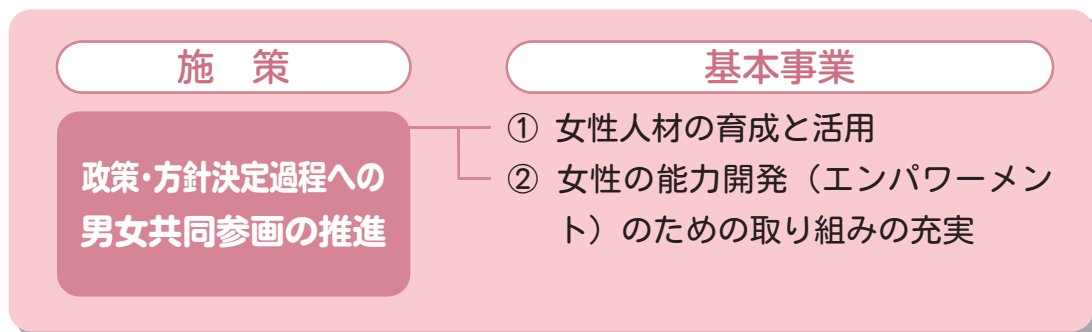 施　策
基本事業
政策・方針決定過程への
男女共同参画の推進
① 女性人材の育成と活用
② 女性の能力開発（エンパワーメン
ト）のための取り組みの充実